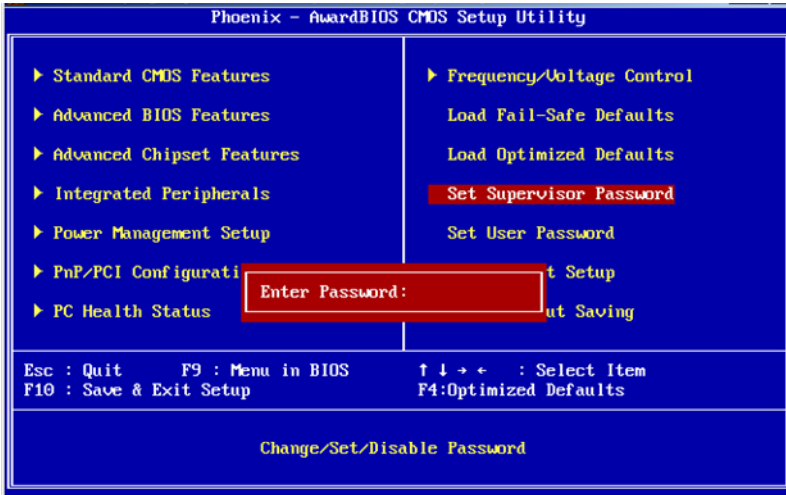 Phoenix - AwardBIOS CMOS Setup Utility
Standard CMOS Features
Advanced BIOS Features
Advanced Chipset Features
Integrated Peripherals
Power Management Setup
PnP/PCI Configurati
PC Health Status
Frequency/Voltage Control
Load Fail-Safe Defaults
Load Optimized Defaults
Set Supervisor Password
Set User Password
t Setup
ut Saving
Enter Password:
Esc : Quit F9 : Menu in BIOS ↑ ↓ → ← : Select Item
F10 : Save & Exit Setup F4:Optimized Defaults
Change/Set/Disable Password